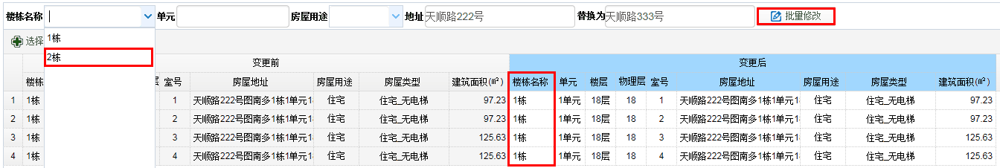 楼栋名称 单元 房屋用途 地址 天顺路222号 替换为 天顺路333号 批量修改
选择
1栋
2栋
变更前 变更后
楼栋 层 室号 房屋地址 房屋用途 房屋类型 建筑面积(㎡) 楼栋名称 单元 楼层 物理层 室号 房屋地址 房屋用途 房屋类型 建筑面积(㎡)
1 1栋 1 天顺路222号图南多1栋1单元1 住宅 住宅_无电梯 97.23 1栋 1单元 18层 18 1 天顺路222号图南多1栋1单元1 住宅 住宅_无电梯 97.23
2 1栋 2 天顺路222号图南多1栋1单元1 住宅 住宅_无电梯 97.23 1栋 1单元 18层 18 2 天顺路222号图南多1栋1单元1 住宅 住宅_无电梯 97.23
3 1栋 3 天顺路222号图南多1栋1单元1 住宅 住宅_无电梯 125.63 1栋 1单元 18层 18 3 天顺路222号图南多1栋1单元1 住宅 住宅_无电梯 125.63
4 1栋 4 天顺路222号图南多1栋1单元1 住宅 住宅_无电梯 125.63 1栋 1单元 18层 18 4 天顺路222号图南多1栋1单元1 住宅 住宅_无电梯 125.63